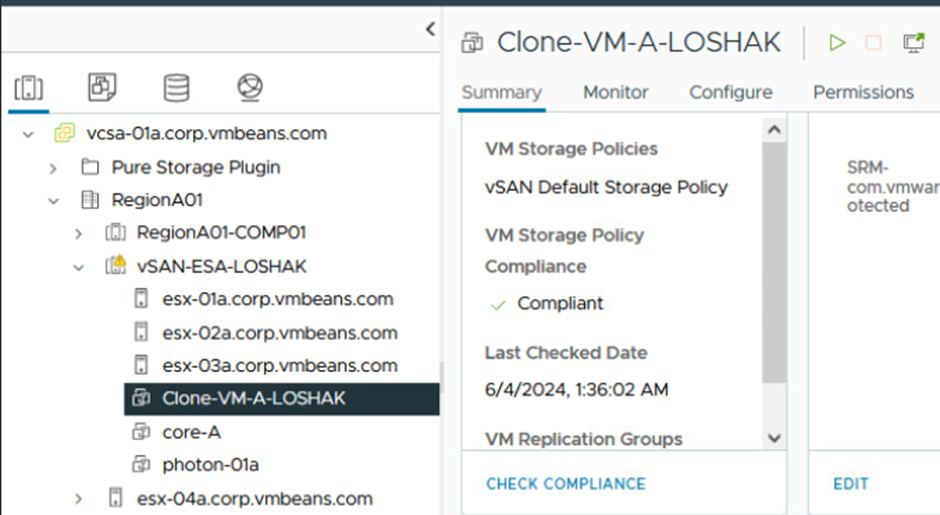 Clone-VM-A-LOSHAK
Summary
Monitor
Configure
Permissions
vcsa-01a.corp.vmbeans.com
Pure Storage Plugin
RegionA01
RegionA01-COMP01
vSAN-ESA-LOSHAK
esx-01a.corp.vmbeans.com
esx-02a.corp.vmbeans.com
esx-03a.corp.vmbeans.com
Clone-VM-A-LOSHAK
core-A
photon-01a
esx-04a.corp.vmbeans.com
VM Storage Policies
vSAN Default Storage Policy
VM Storage Policy
Compliance
Compliant
Last Checked Date
6/4/2024, 1:36:02 AM
VM Replication Groups
CHECK COMPLIANCE
SRM-
com.vmwar
otected
EDIT